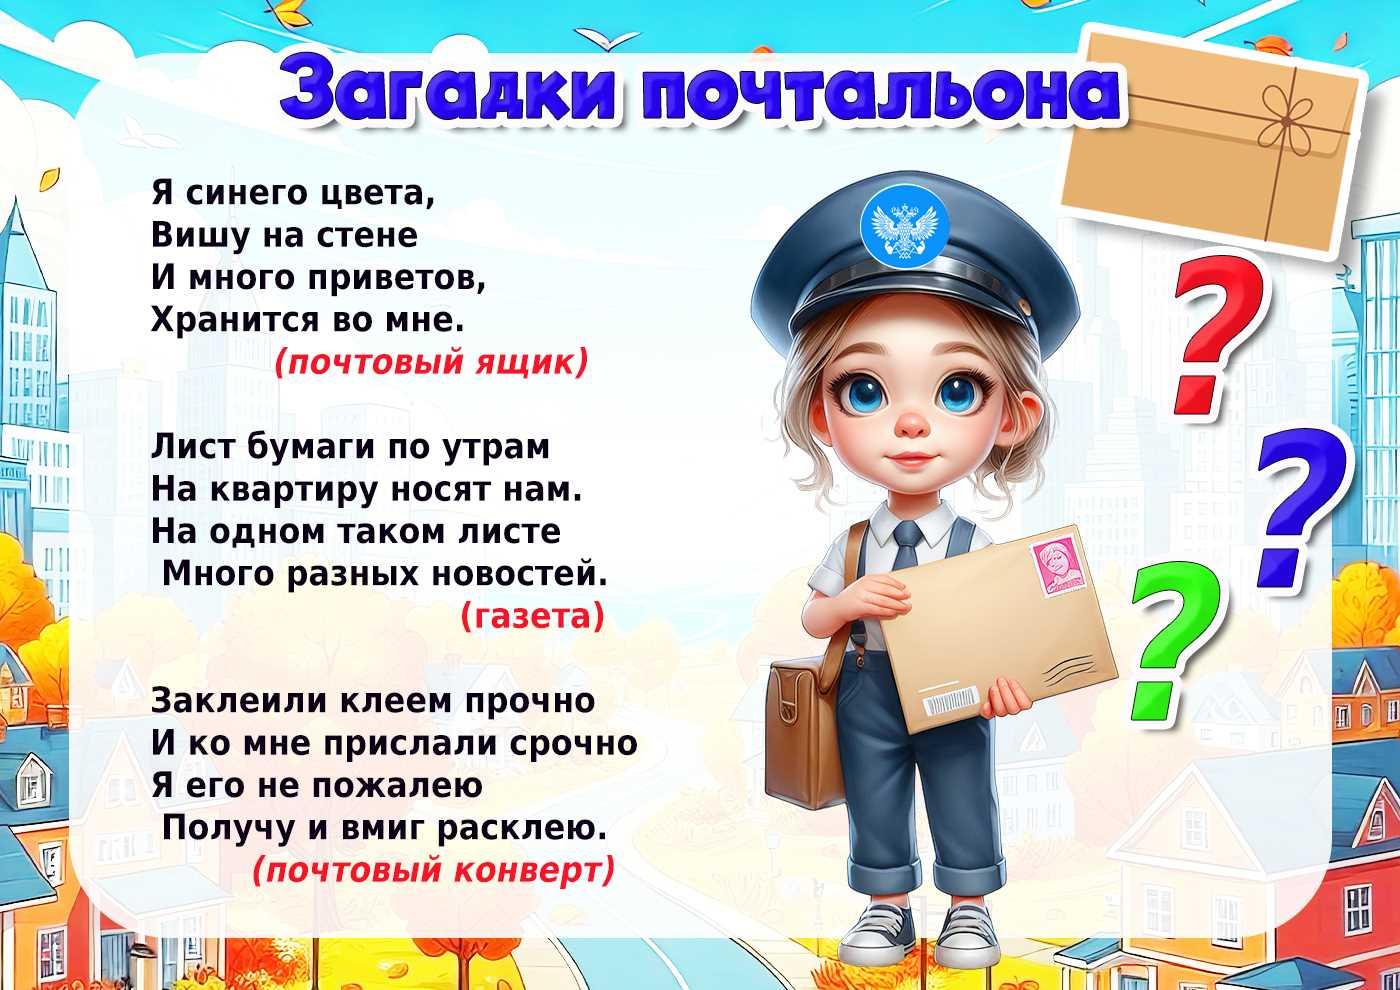 Загадки почтальона
Я синего цвета,
Вишу на стене
И много приветов,
Хранится во мне.
(почтовый ящик)
Лист бумаги по утрам
На квартиру носят нам.
На одном таком листе
Много разных новостей.
(газета)
Заклеили клеем прочно
И ко мне прислали срочно
Я его не пожалею
Получу и вмиг расклею.
(почтовый конверт)
?
?
?